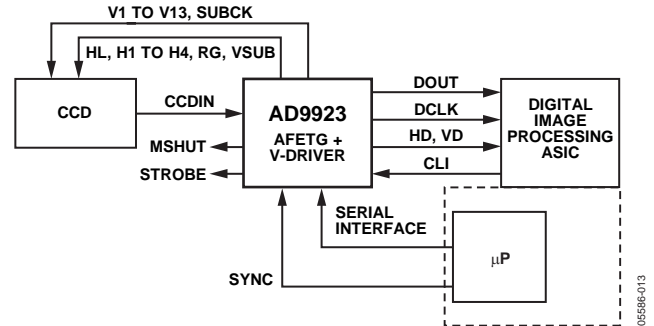 V1 TO V13, SUBCK
HL, H1 TO H4, RG, VSUB
CCD
CCDIN
MSHUT
STROBE
AD9923
AFETG +
V-DRIVER
DOUT
DCLK
HD, VD
CLI
DIGITAL
IMAGE
PROCESSING
ASIC
SERIAL
INTERFACE
SYNC
μP
05586-013